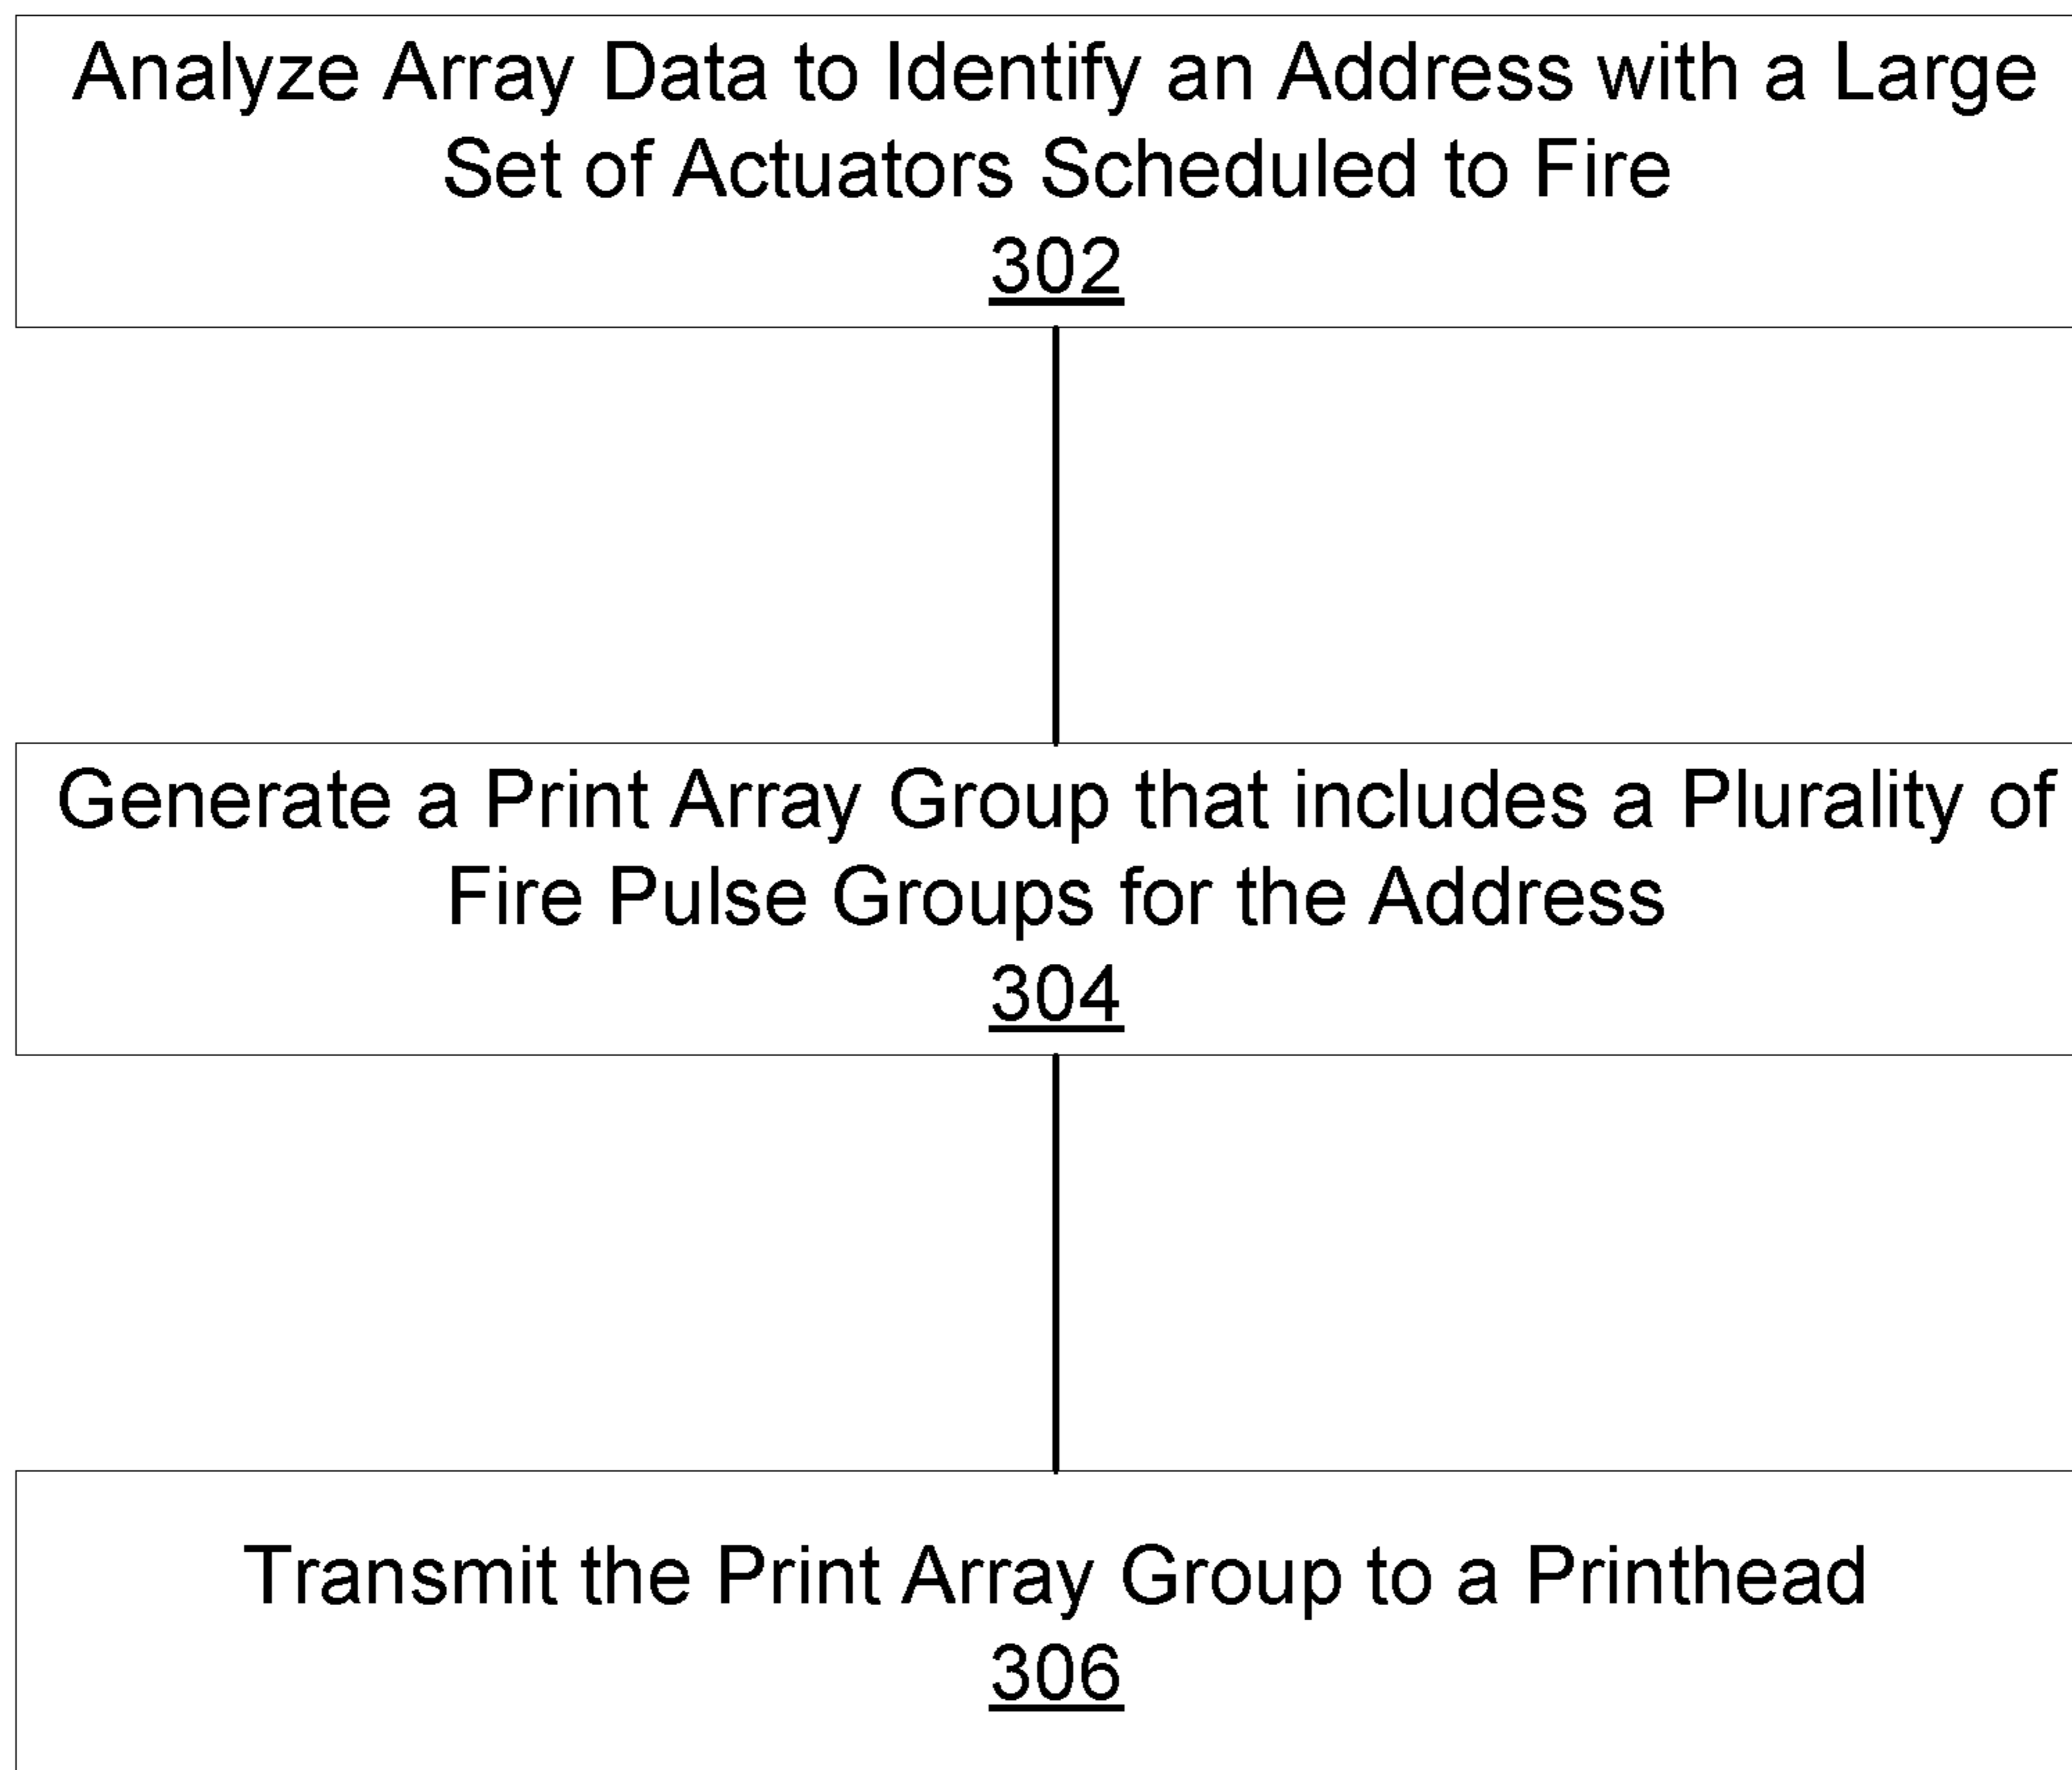 Analyze Array Data to Identify an Address with a Large
Set of Actuators Scheduled to Fire
302
Generate a Print Array Group that includes a Plurality of
Fire Pulse Groups for the Address
304
Transmit the Print Array Group to a Printhead
306